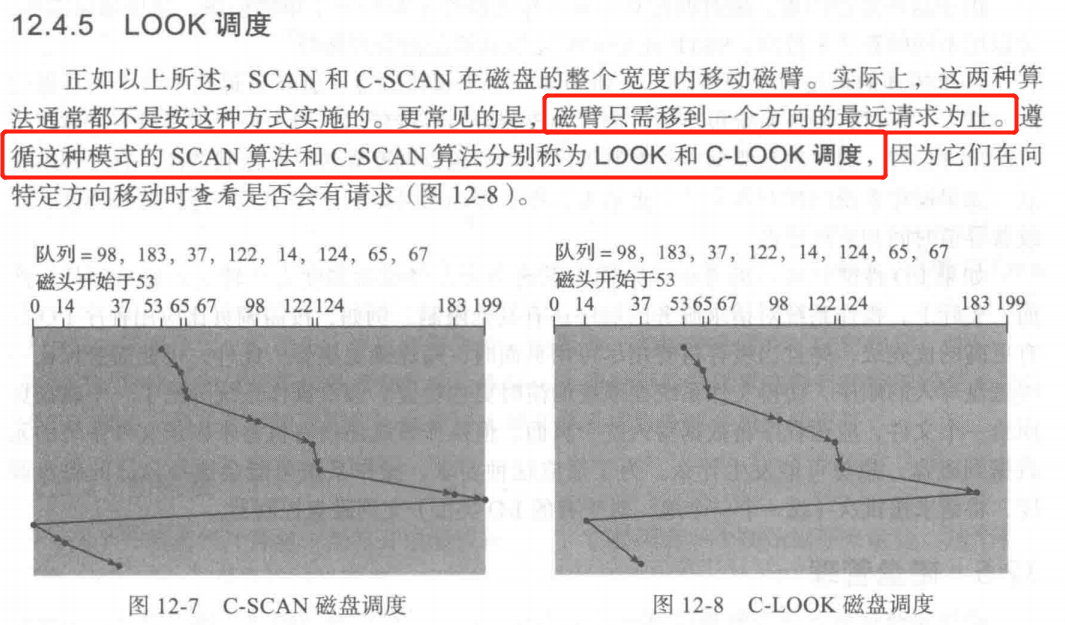 12.4.5 LOOK 调度
正如以上所述，SCAN 和 C-SCAN 在磁盘的整个宽度内移动磁臂。实际上，这两种算
法通常都不是按这种方式实施的。更常见的是，磁臂只需移到一个方向的最远请求为止。遵
循这种模式的 SCAN 算法和 C-SCAN 算法分别称为 LOOK 和 C-LOOK 调度，因为它们在向
特定方向移动时查看是否会有请求（图 12-8）。
队列 = 98，183，37，122，14，124，65，67
磁头开始于53
0 14 37 53 65 67 98 122 124 183 199
图 12-7 C-SCAN 磁盘调度
队列 = 98，183，37，122，14，124，65，67
磁头开始于53
0 14 37 53 65 67 98 122 124 183 199
图 12-8 C-LOOK 磁盘调度